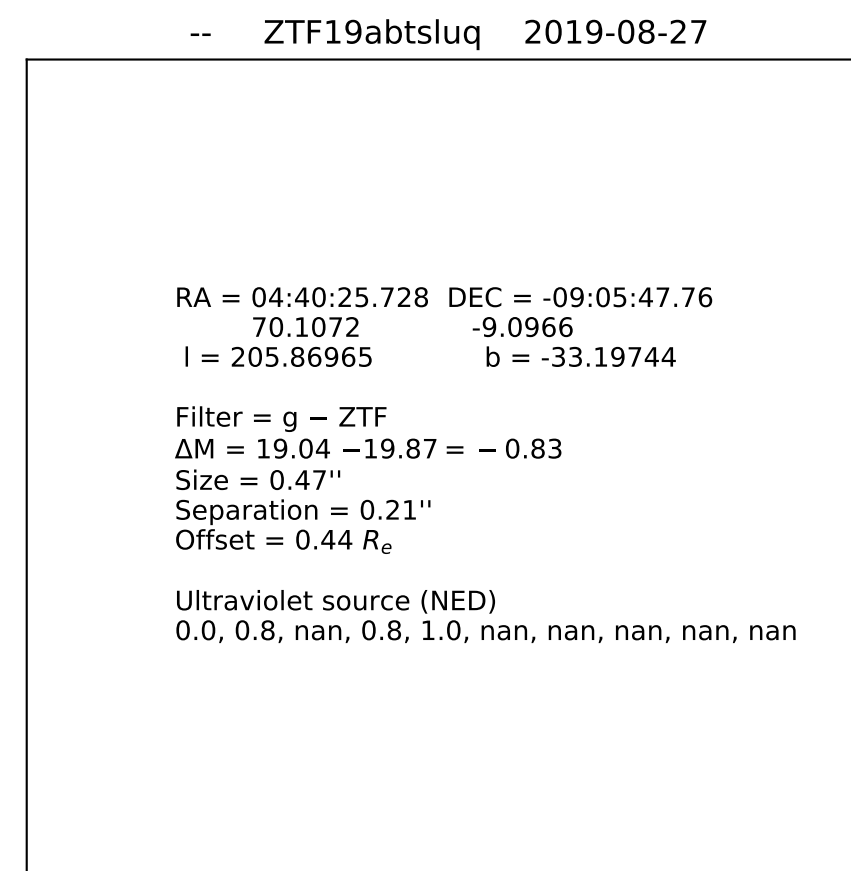 -- ZTF19abtsluq 2019-08-27
RA = 04:40:25.728 DEC = -09:05:47.76
70.1072 -9.0966
l = 205.86965 b = -33.19744
Filter = g − ZTF
ΔM = 19.04 −19.87 = − 0.83
Size = 0.47''
Separation = 0.21''
Offset = 0.44 Re
Ultraviolet source (NED)
0.0, 0.8, nan, 0.8, 1.0, nan, nan, nan, nan, nan